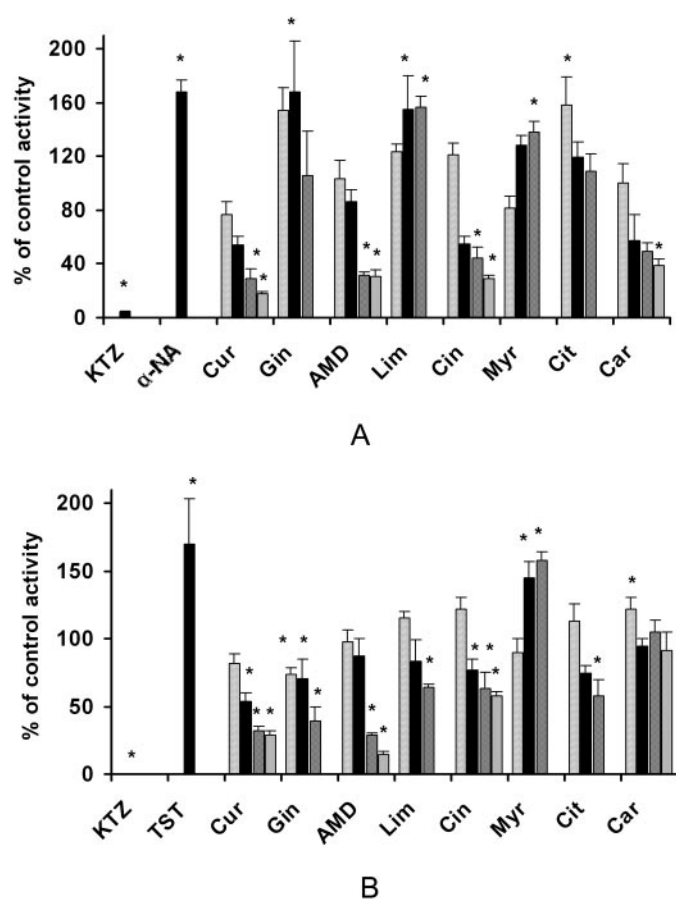 200
160
120
80
40
0
% of control activity
* * * * * * * * * * * *
KTZ α-NA Cur Gin AMD Lim Cin Myr Cit Car
A
200
150
100
50
0
% of control activity
* * * * * * * * * * * * * * * * * *
KTZ TST Cur Gin AMD Lim Cin Myr Cit Car
B